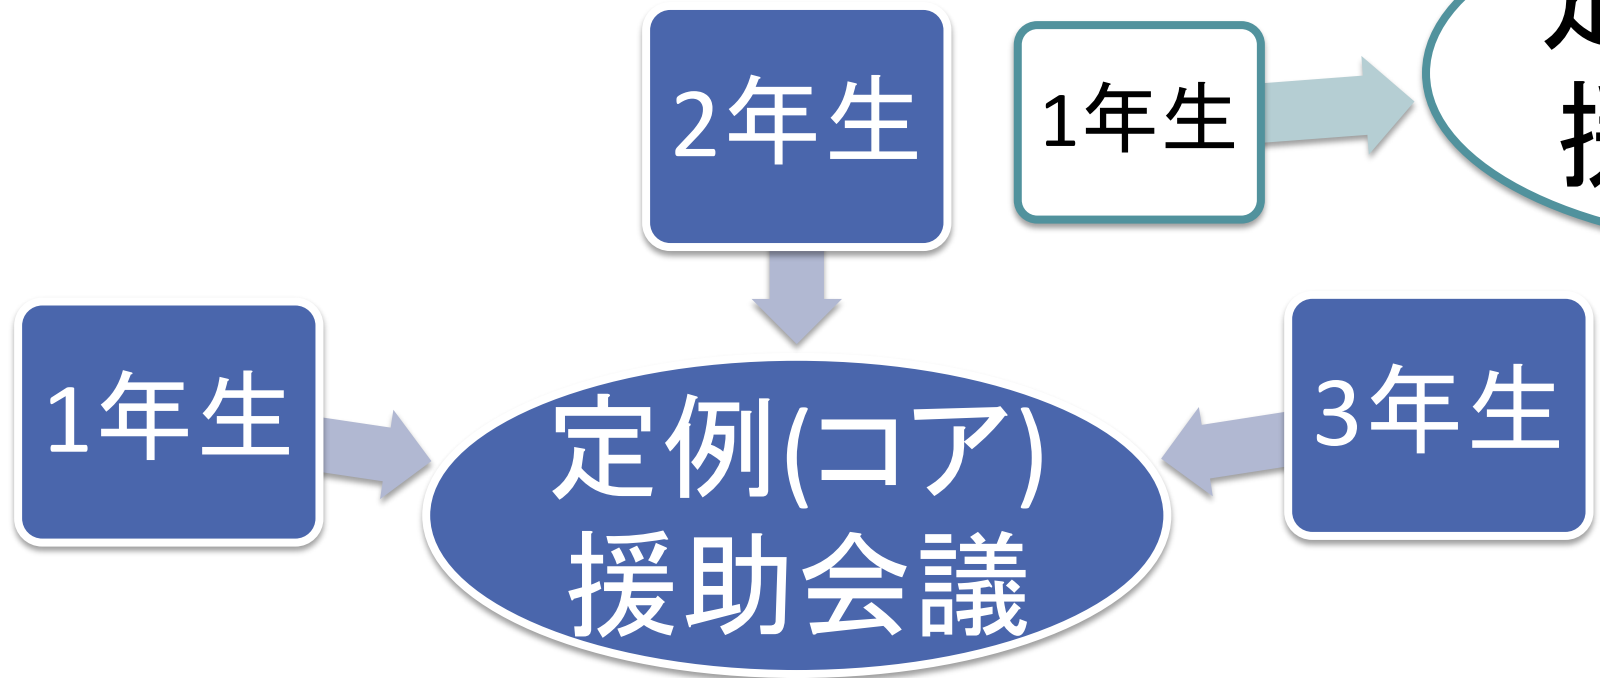 2年生
1年生
1年生
3年生
定例(コア)
援助会議